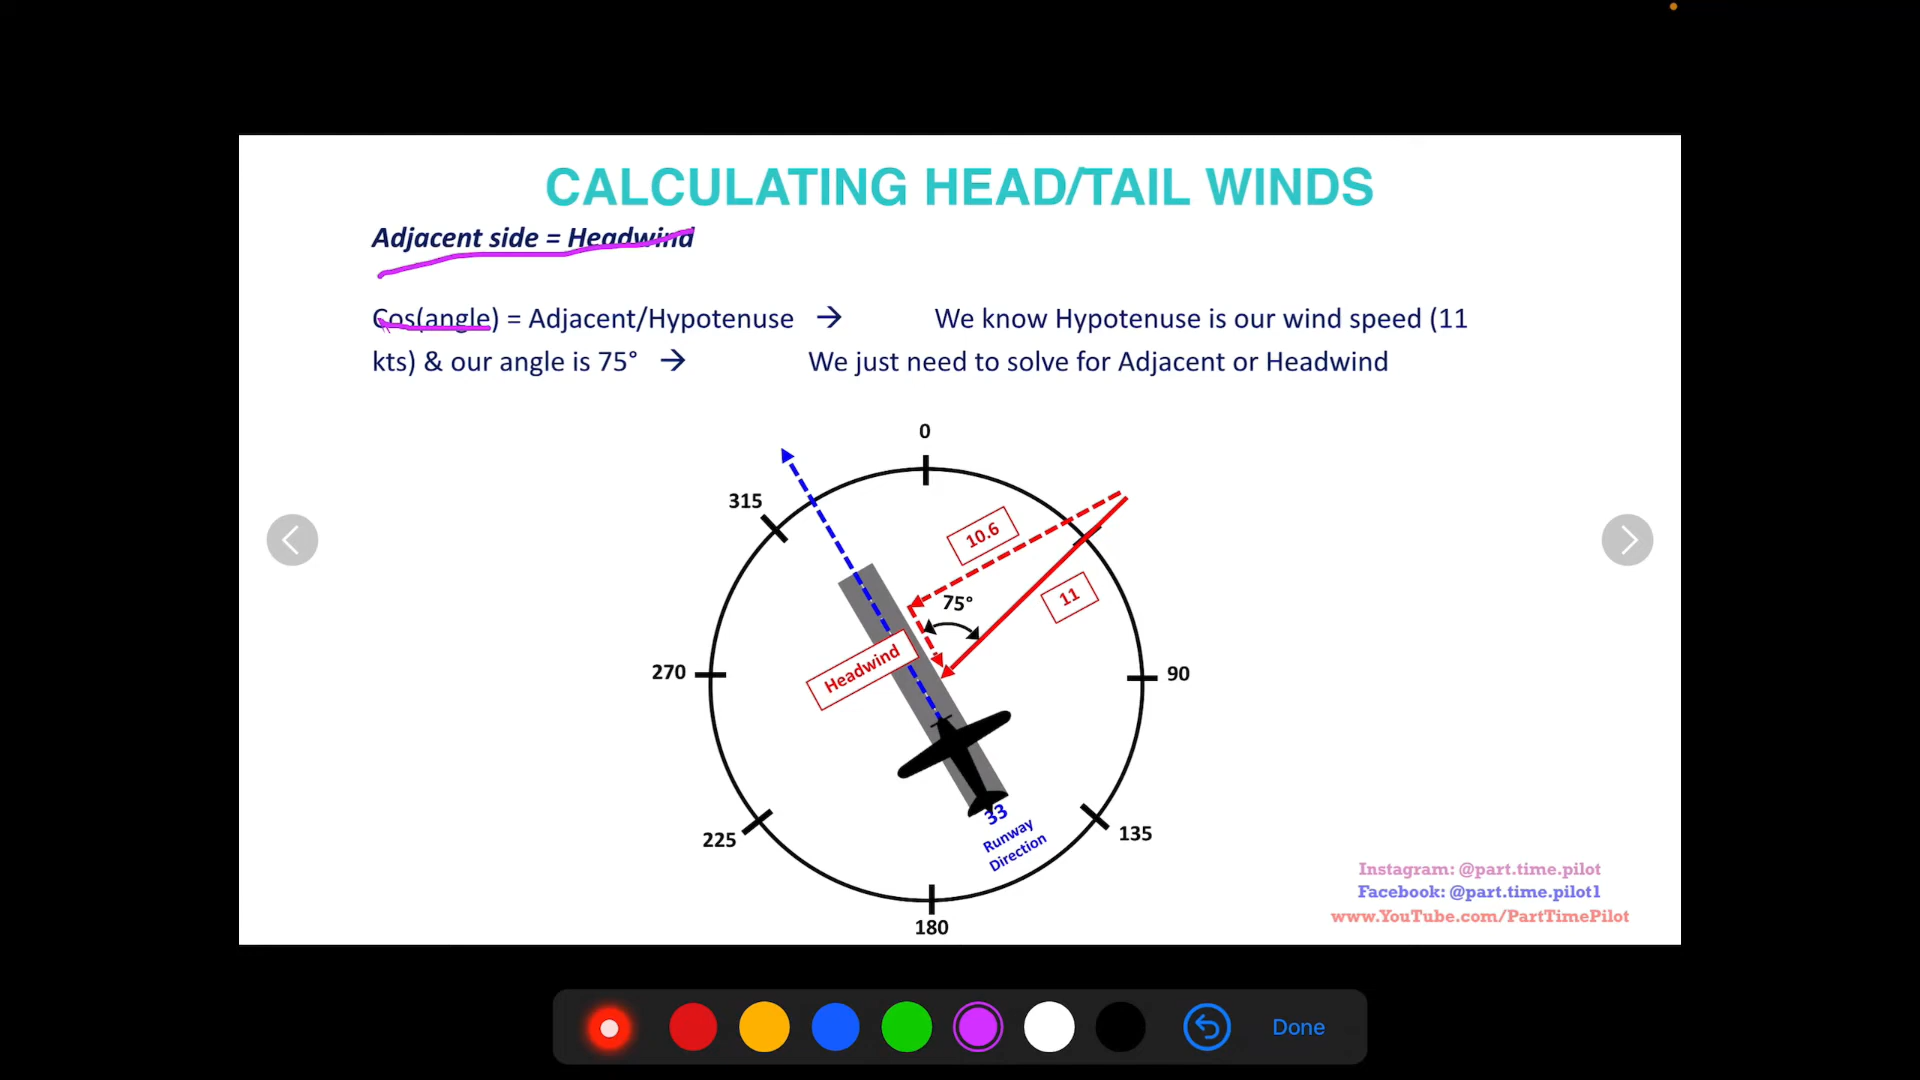 CALCULATING HEAD/TAIL WINDS
Adjacent side = Headwind
Cos(angle) = Adjacent/Hypotenuse → We know Hypotenuse is our wind speed (11
kts) & our angle is 75° → We just need to solve for Adjacent or Headwind
0
315
10.6
75°
11
Headwind
270
90
33
Runway
Direction
225
135
180
Instagram: @part.time.pilot
Facebook: @part.time.pilot1
www.YouTube.com/PartTimePilot
Done